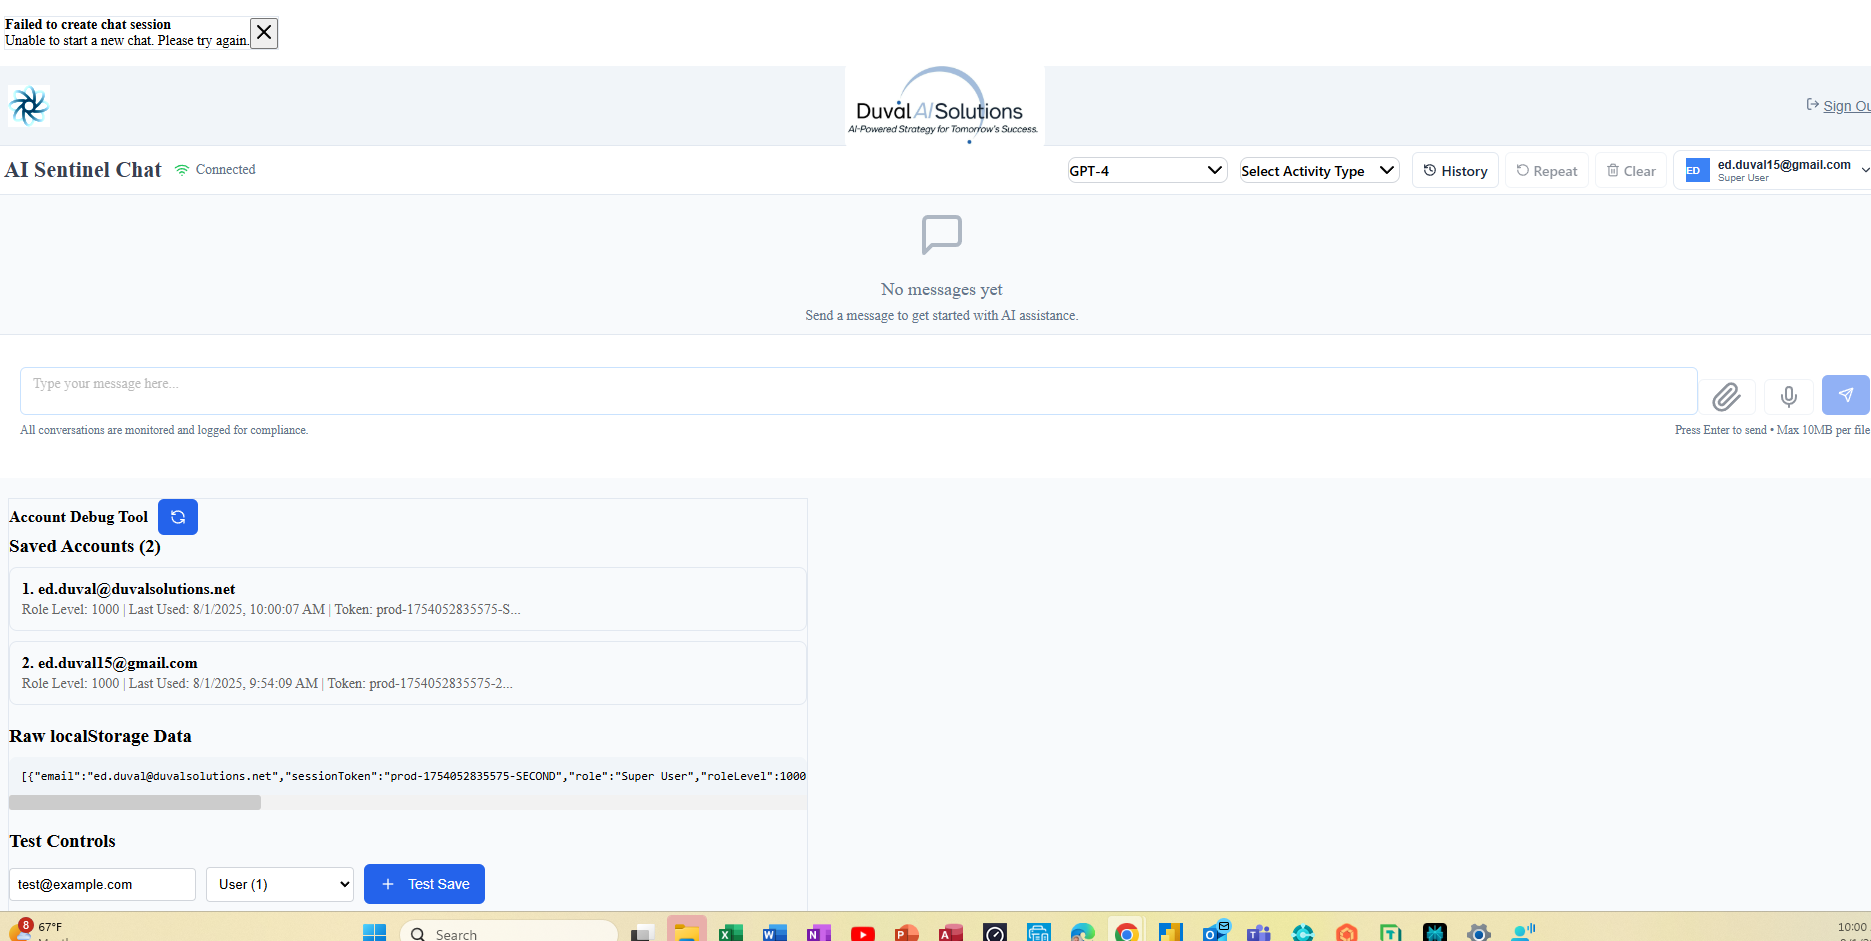 Failed to create chat session
Unable to start a new chat. Please try again.
Duval AI Solutions
AI-Powered Strategy for Tomorrow's Success.
Sign Ou
AI Sentinel Chat
Connected
GPT-4
Select Activity Type
History
Repeat
Clear
ED
ed.duval15@gmail.com
Super User
No messages yet
Send a message to get started with AI assistance.
Type your message here...
All conversations are monitored and logged for compliance.
Press Enter to send • Max 10MB per file
Account Debug Tool
Saved Accounts (2)
1. ed.duval@duvalsolutions.net
Role Level: 1000 | Last Used: 8/1/2025, 10:00:07 AM | Token: prod-1754052835575-S...
2. ed.duval15@gmail.com
Role Level: 1000 | Last Used: 8/1/2025, 9:54:09 AM | Token: prod-1754052835575-2...
Raw localStorage Data
[{"email":"ed.duval@duvalsolutions.net","sessionToken":"prod-1754052835575-SECOND","role":"Super User","roleLevel":1000
Test Controls
test@example.com
User (1)
Test Save
8
67°F
Search
10:00